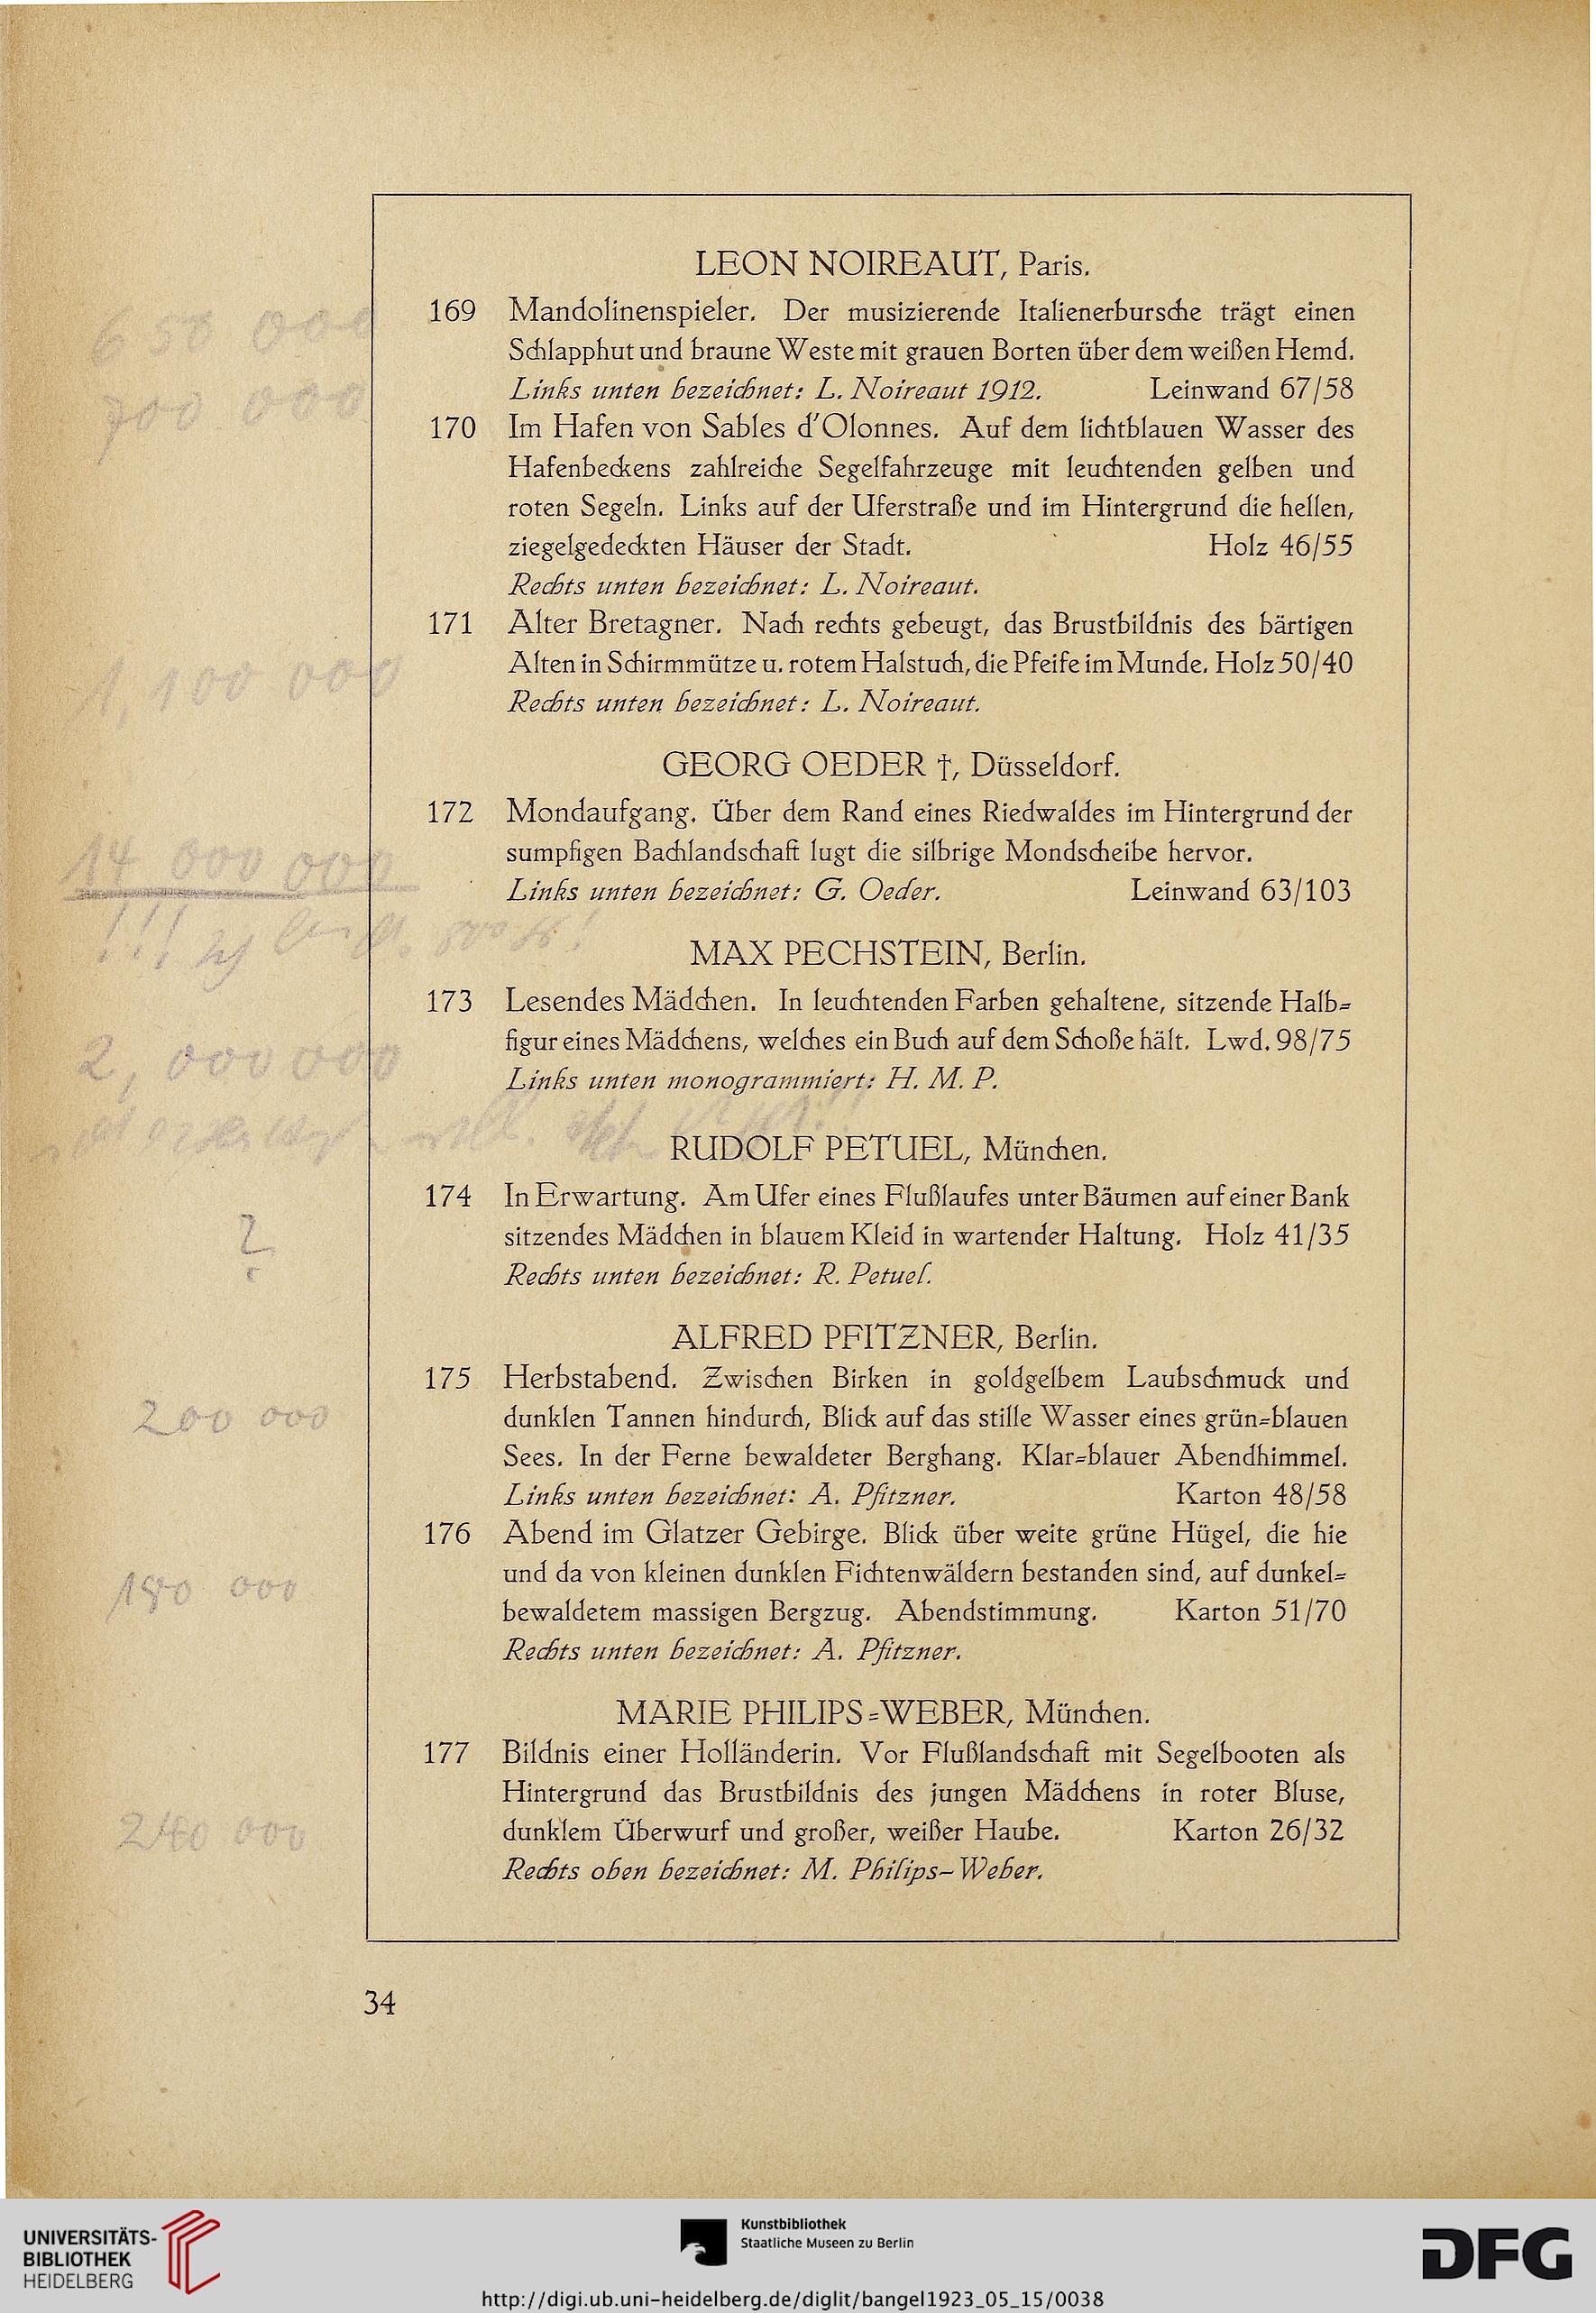 LEON NOIREAUT, Paris.
650 000
169 Mandolinenspieler. Der musizierende Italienerbursche trägt einen
Schlapphut und braune Weste mit grauen Borten über dem weißen Hemd.
Links unten bezeichnet: L. Noireaut 1912. Leinwand 67/58
700 000
170 Im Hafen von Sables d'Olonnes. Auf dem lichtblauen Wasser des
Hafenbeckens zahlreiche Segelfahrzeuge mit leuchtenden gelben und
roten Segeln. Links auf der Uferstraße und im Hintergrund die hellen,
ziegelgedeckten Häuser der Stadt. Holz 46/55
Rechts unten bezeichnet: L. Noireaut.
171 Alter Bretagner. Nach rechts gebeugt, das Brustbildnis des bärtigen
1,100 000
Alten in Schirmmütze u. rotem Halstuch, die Pfeife im Munde. Holz 50/40
Rechts unten bezeichnet: L. Noireaut.
GEORG OEDER †, Düsseldorf.
172 Mondaufgang. Über dem Rand eines Riedwaldes im Hintergrund der
14 000 000
sumpfigen Bachlandschaft lugt die silbrige Mondscheibe hervor.
Links unten bezeichnet: G. Oeder. Leinwand 63/103
!!!
MAX PECHSTEIN, Berlin.
173 Lesendes Mädchen. In leuchtenden Farben gehaltene, sitzende Halb=
figur eines Mädchens, welches ein Buch auf dem Schoße hält. Lwd. 98/75
2,000 000
Links unten monogrammiert: H. M. P.
RUDOLF PETUEL, München.
174 In Erwartung. Am Ufer eines Flußlaufes unter Bäumen auf einer Bank
?
sitzendes Mädchen in blauem Kleid in wartender Haltung. Holz 41/35
Rechts unten bezeichnet: R. Petuel.
ALFRED PFITZNER, Berlin.
175 Herbstabend. Zwischen Birken in goldgelbem Laubschmuck und
200 000
dunklen Tannen hindurch, Blick auf das stille Wasser eines grün=blauen
Sees. In der Ferne bewaldeter Berghang. Klar=blauer Abendhimmel.
Links unten bezeichnet: A. Pfitzner. Karton 48/58
176 Abend im Glatzer Gebirge. Blick über weite grüne Hügel, die hie
und da von kleinen dunklen Fichtenwäldern bestanden sind, auf dunkel=
000
bewaldetem massigen Bergzug. Abendstimmung. Karton 51/70
Rechts unten bezeichnet: A. Pfitzner.
MARIE PHILIPS=WEBER, München.
177 Bildnis einer Holländerin. Vor Flußlandschaft mit Segelbooten als
Hintergrund das Brustbildnis des jungen Mädchens in roter Bluse,
240 000
dunklem Überwurf und großer, weißer Haube. Karton 26/32
Rechts oben bezeichnet: M. Philips-Weber.
34
UNIVERSITÄTS-
BIBLIOTHEK
HEIDELBERG
Kunstbibliothek
Staatliche Museen zu Berlin
DFG
http://digi.ub.uni-heidelberg.de/diglit/bangel1923_05_15/0038